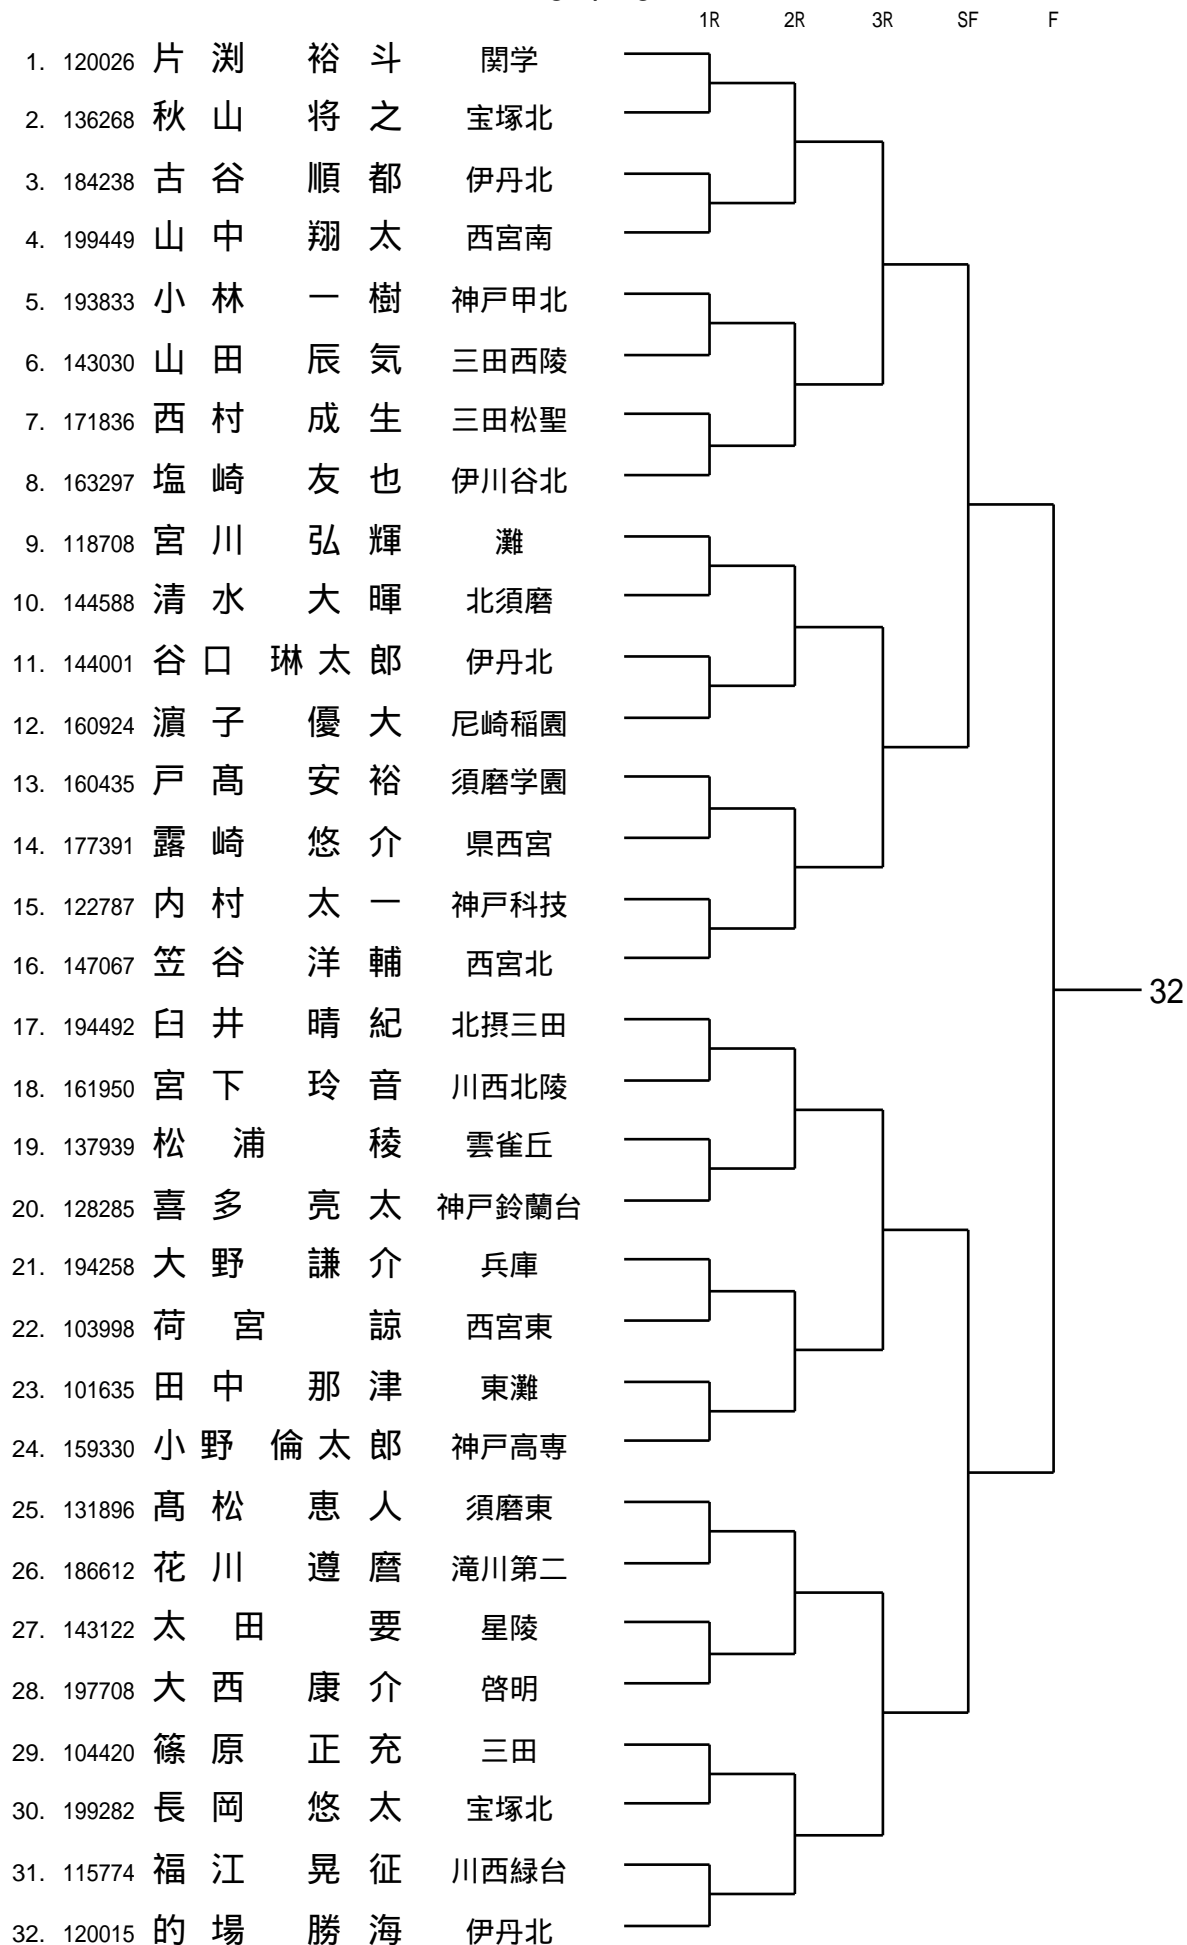 1R 2R 3R SF F
1. 120026 片渕 裕斗 関学
2. 136268 秋山 将之 宝塚北
3. 184238 古谷 順都 伊丹北
4. 199449 山中 翔太 西宮南
5. 193833 小林 一樹 神戸甲北
6. 143030 山田 辰気 三田西陵
7. 171836 西村 成生 三田松聖
8. 163297 塩崎 友也 伊川谷北
9. 118708 宮川 弘輝 灘
10. 144588 清水 大暉 北須磨
11. 144001 谷口 琳太郎 伊丹北
12. 160924 濵子 優大 尼崎稲園
13. 160435 戸髙 安裕 須磨学園
14. 177391 露崎 悠介 県西宮
15. 122787 内村 太一 神戸科技
16. 147067 笠谷 洋輔 西宮北
32
17. 194492 臼井 晴紀 北摂三田
18. 161950 宮下 玲音 川西北陵
19. 137939 松浦 稜 雲雀丘
20. 128285 喜多 亮太 神戸鈴蘭台
21. 194258 大野 謙介 兵庫
22. 103998 荷宮 諒 西宮東
23. 101635 田中 那津 東灘
24. 159330 小野 倫太郎 神戸高専
25. 131896 髙松 恵人 須磨東
26. 186612 花川 遵麿 滝川第二
27. 143122 太田 要 星陵
28. 197708 大西 康介 啓明
29. 104420 篠原 正充 三田
30. 199282 長岡 悠太 宝塚北
31. 115774 福江 晃征 川西緑台
32. 120015 的場 勝海 伊丹北